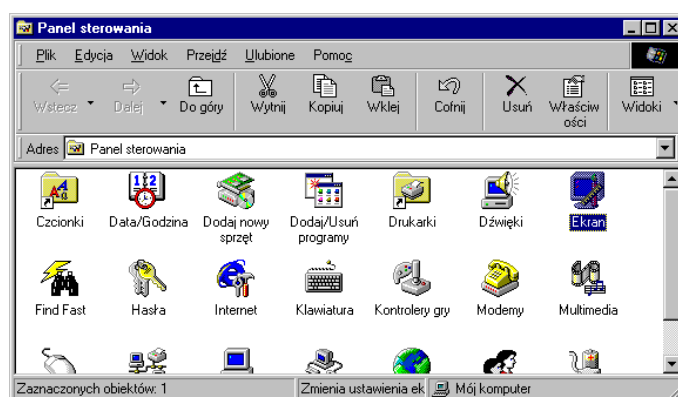 Panel sterowania
Plik Edycja Widok Przejdź Ulubione Pomoc
Wstecz Dalej Do góry Wytnij Kopiuj Wklej Cofnij Usuń Właściw ości Widoki
Adres Panel sterowania
Czcionki Data/Godzina Dodaj nowy sprzęt Dodaj/Usuń programy Drukarki Dźwięki Ekran
Find Fast Hasła Internet Klawiatura Kontrolery gry Modemy Multimedia
Zaznaczonych obiektów: 1 Zmienia ustawienia ek Mój komputer